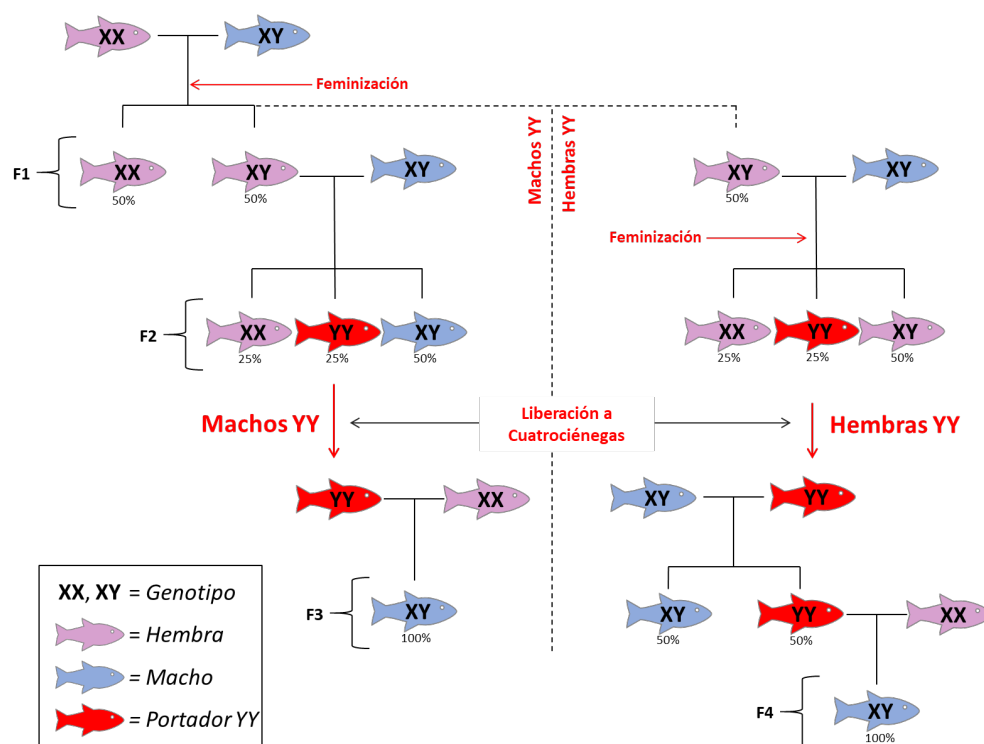 XX
XY
Feminización
Machos YY
Hembras YY
F1
XX
50%
XY
50%
XY
XY
50%
XY
Feminización
F2
XX
25%
YY
25%
XY
50%
XX
25%
YY
25%
XY
50%
Machos YY
Liberación a
Cuatrociénegas
Hembras YY
YY
XX
XY
YY
XX, XY = Genotipo
= Hembra
= Macho
= Portador YY
F3
XY
100%
XY
50%
YY
50%
XX
F4
XY
100%